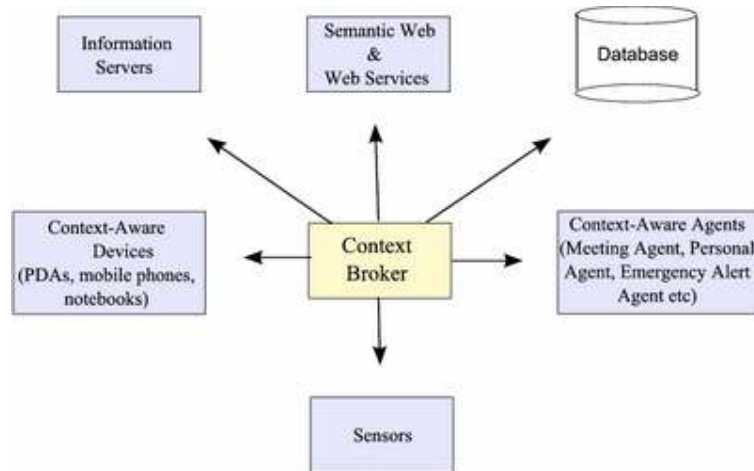 Information
Servers
Semantic Web
&
Web Services
Database
Context-Aware
Devices
(PDAs, mobile phones,
notebooks)
Context
Broker
Context-Aware Agents
(Meeting Agent, Personal
Agent, Emergency Alert
Agent etc)
Sensors